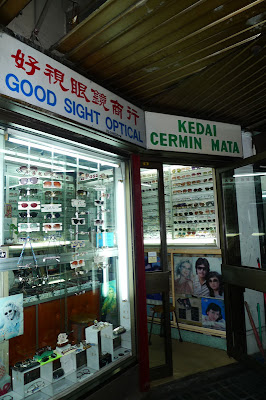 好視眼鏡商行
GOOD SIGHT OPTICAL
KEDAI
CERMIN MATA